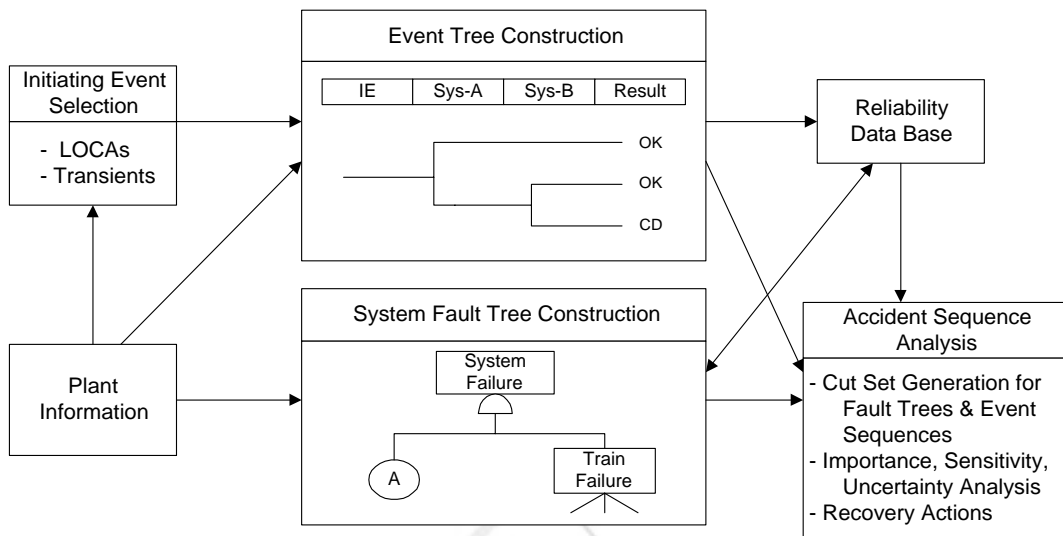 Initiating Event
Selection
- LOCAs
- Transients
Plant
Information
Event Tree Construction
IE Sys-A Sys-B Result
OK
OK
CD
System Fault Tree Construction
System
Failure
A
Train
Failure
Reliability
Data Base
Accident Sequence
Analysis
- Cut Set Generation for
Fault Trees & Event
Sequences
- Importance, Sensitivity,
Uncertainty Analysis
- Recovery Actions